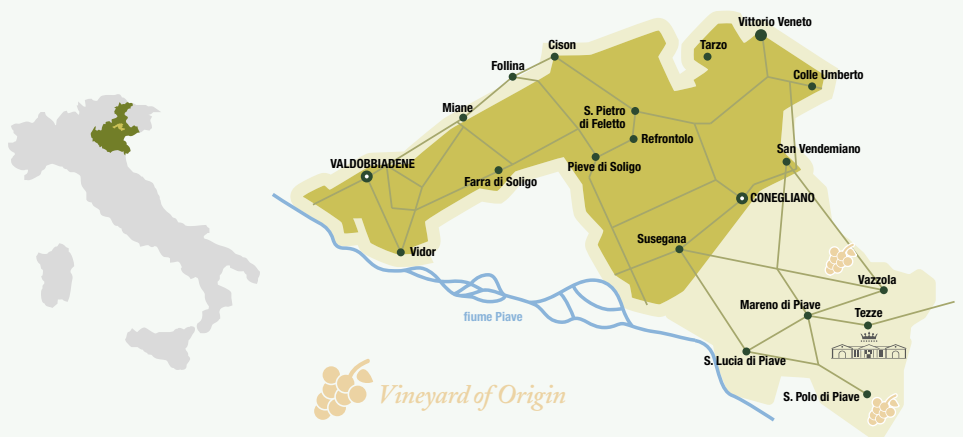 Vittorio Veneto
Cison
Tarzo
Follina
Colle Umberto
Miane
S. Pietro
di Feletto
Refrontolo
San Vendemiano
VALDOBBIADENE
Pieve di Soligo
Farra di Soligo
CONEGLIANO
Susegana
Vidor
Vazzola
Mareno di Piave
Tezze
fiume Piave
S. Lucia di Piave
Vineyard of Origin
S. Polo di Piave